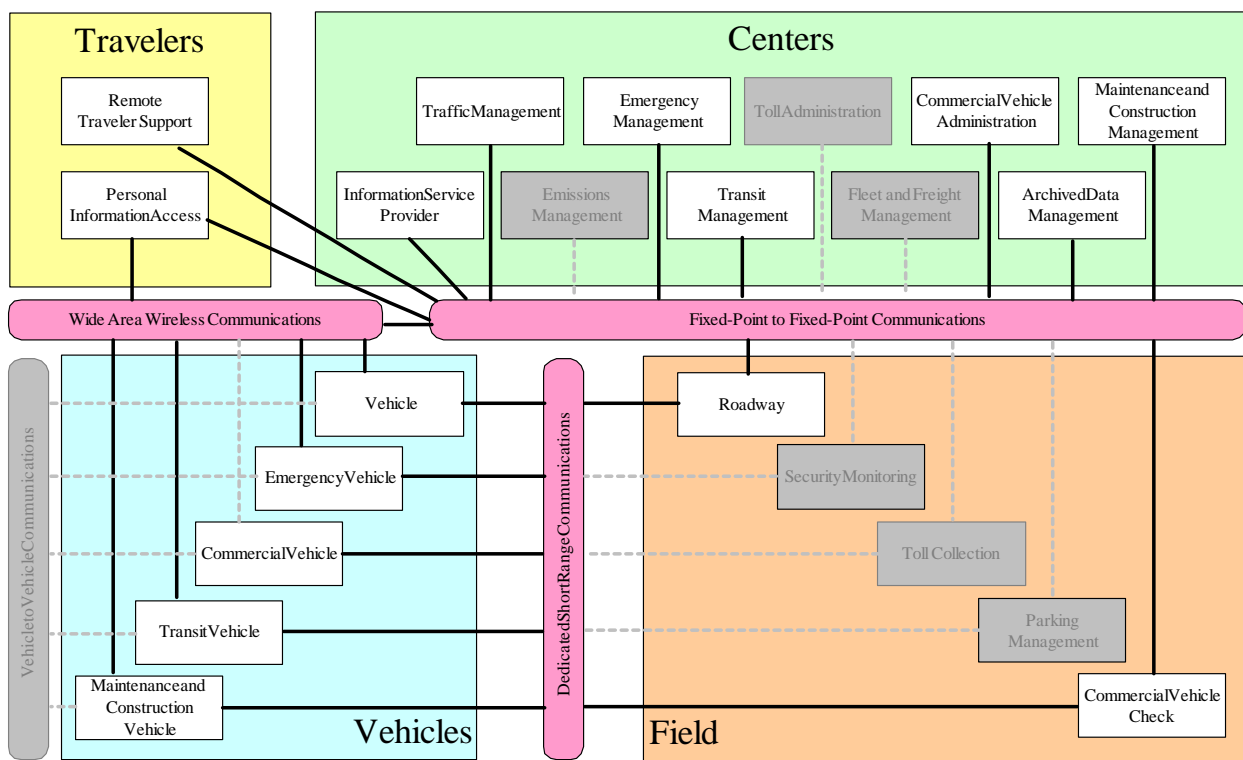 Travelers
Remote
Traveler Support
Personal
InformationAccess
Centers
TrafficManagement
Emergency
Management
TollAdministration
CommercialVehicle
Administration
Maintenanceand
Construction
Management
InformationService
Provider
Emissions
Management
Transit
Management
Fleet and Freight
Management
ArchivedData
Management
Wide Area Wireless Communications
Fixed-Point to Fixed-Point Communications
VehicletoVehicleCommunications
Vehicle
EmergencyVehicle
CommercialVehicle
TransitVehicle
Maintenanceand
Construction
Vehicle
Vehicles
DedicatedShortRangeCommunications
Roadway
SecurityMonitoring
Toll Collection
Parking
Management
CommercialVehicle
Check
Field